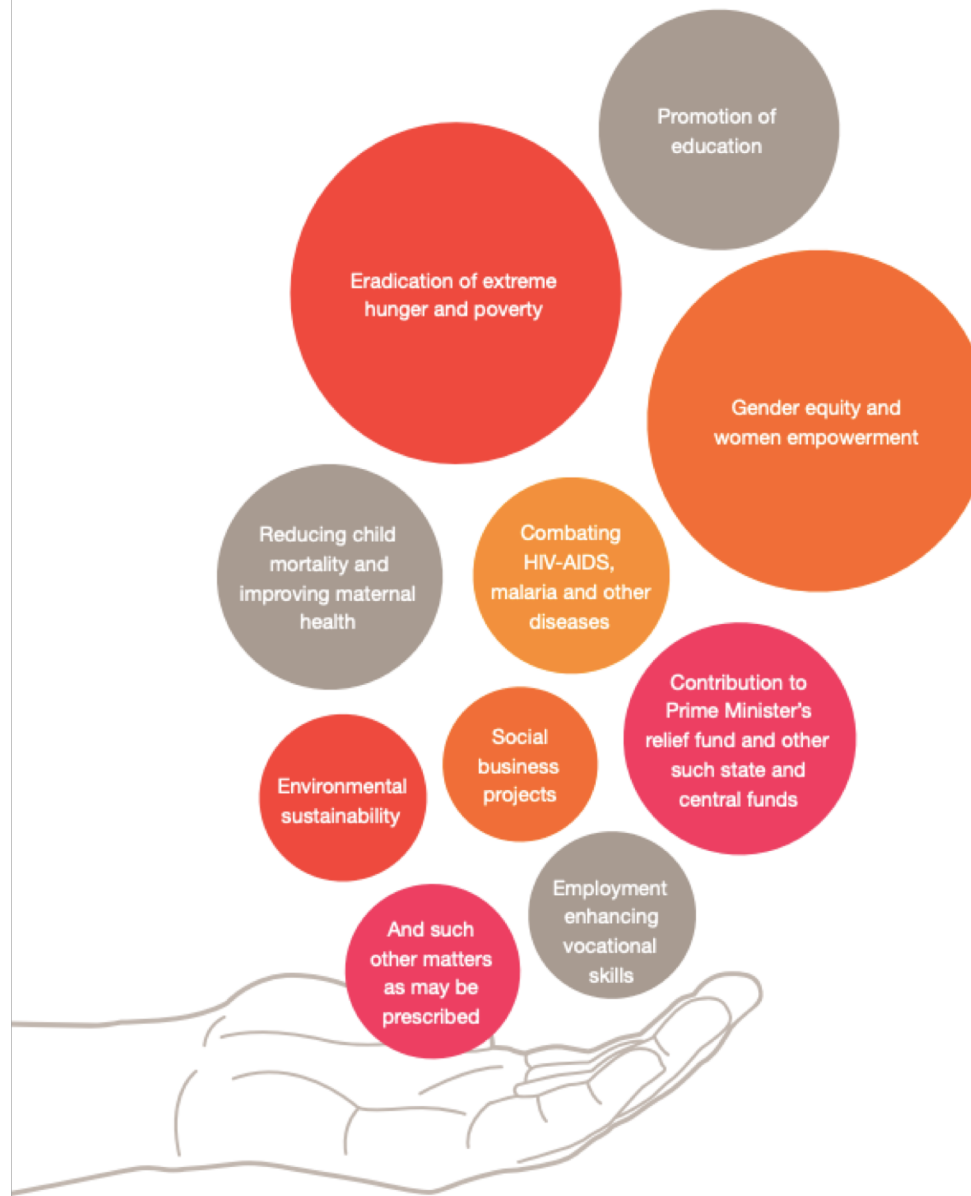 Promotion of
education
Eradication of extreme
hunger and poverty
Gender equity and
women empowerment
Reducing child
mortality and
improving maternal
health
Combating
HIV-AIDS,
malaria and other
diseases
Contribution to
Prime Minister’s
relief fund and other
such state and
central funds
Social
business
projects
Environmental
sustainability
Employment
enhancing
vocational
skills
And such
other matters
as may be
prescribed